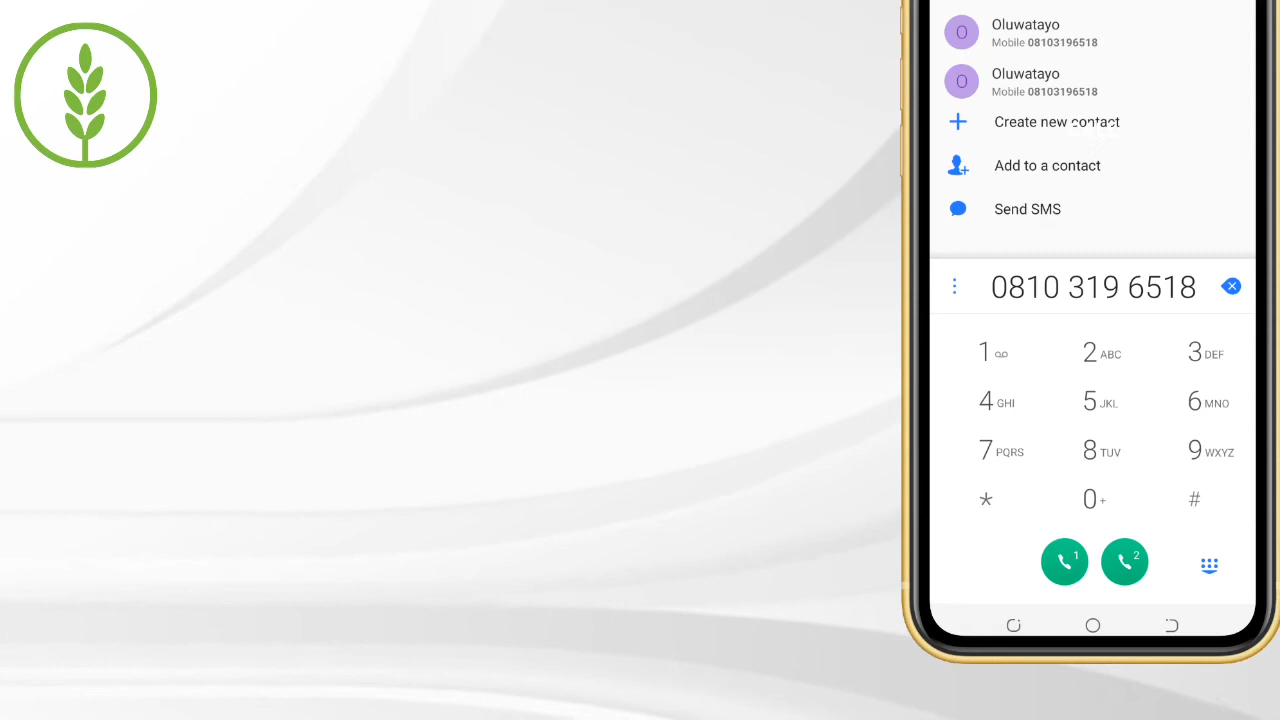 Oluwatayo
Mobile 08103196518
Oluwatayo
Mobile 08103196518
Create new contact
Add to a contact
Send SMS
0810 319 6518
1 2 ABC 3 DEF
4 GHI 5 JKL 6 MNO
7 PQRS 8 TUV 9 WXYZ
* 0 + #
1 2
O
O